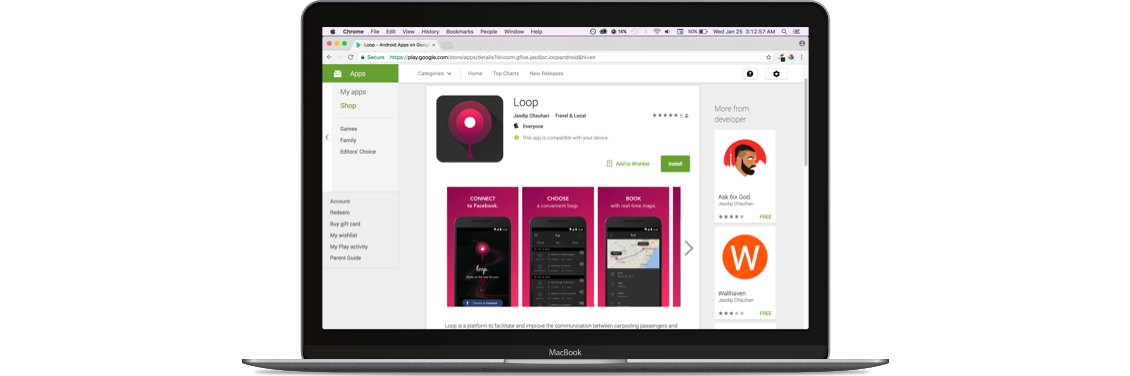 Chrome File Edit View History Bookmarks People Window Help
14% 50% Wed Jan 25 3:12:57 AM
Loop - Android Apps on Goog
Secure https://play.google.com/store/apps/details?id=com.gfive.jasdipc.loopandroid&hl=en
Apps
Categories Home Top Charts New Releases
My apps
Shop
Games
Family
Editors' Choice
Account
Redeem
Buy gift card
My wishlist
My Play activity
Parent Guide
Loop
Jasdip Chauhan Travel & Local
5
Everyone
This app is compatible with your device.
Add to Wishlist
Install
CONNECT
to Facebook.
loop
CHOOSE
a convenient loop.
BOOK
with real-time maps.
Loop is a platform to facilitate and improve the communication between carpooling passengers and
More from
developer
Ask 6ix God
Jasdip Chauhan
FREE
W
Wallhaven
Jasdip Chauhan
FREE
MacBook